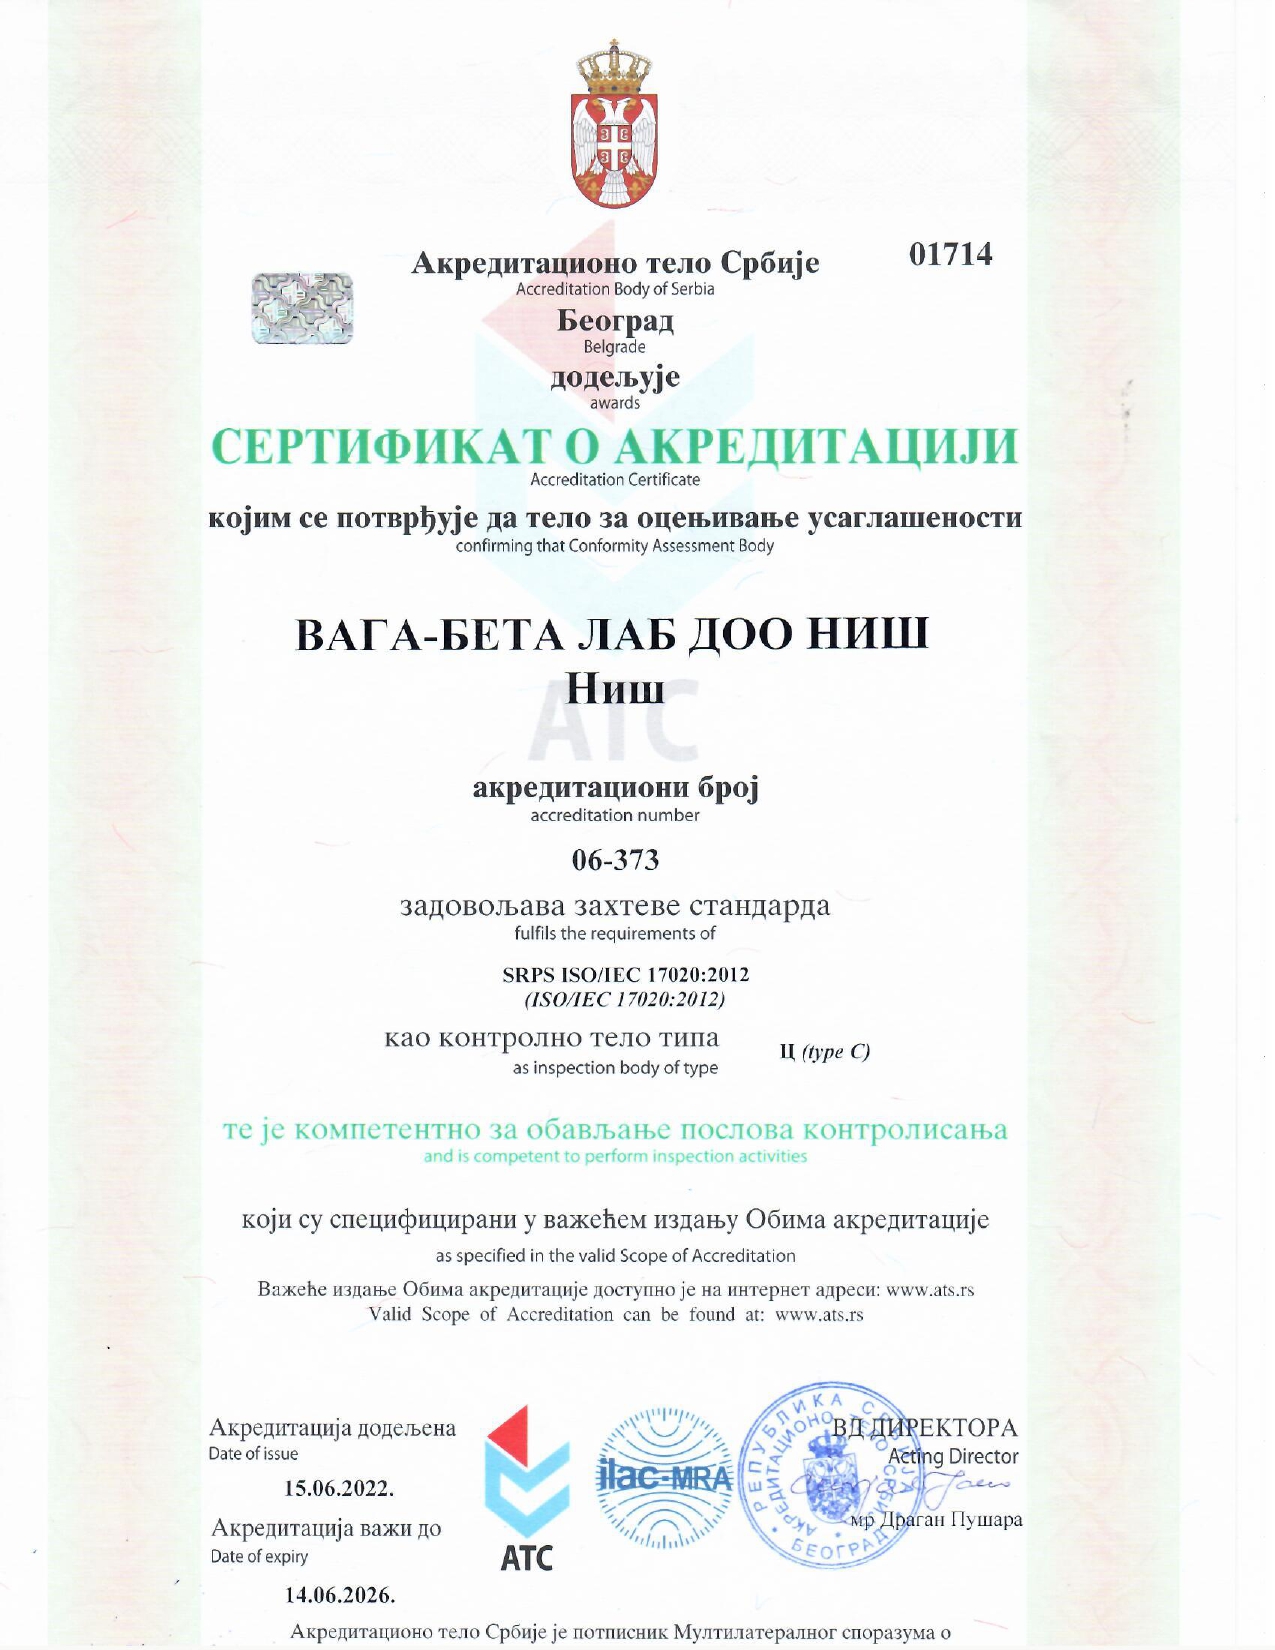 Акредитационо тело Србије
01714
Accreditation Body of Serbia
Београд
Belgrade
додељује
awards
СЕРТИФИКАТ О АКРЕДИТАЦИЈИ
Accreditation Certificate
којим се потврђује да тело за оцењивање усаглашености
confirming that Conformity Assessment Body
ВАГА-БЕТА ЛАБ ДОО НИШ
Ниш
АТС
акредитациони број
accreditation number
06-373
задовољава захтеве стандарда
fulfils the requirements of
SRPS ISO/IEC 17020:2012
(ISO/IEC 17020:2012)
као контролно тело типа
Ц (type C)
as inspection body of type
те је компетентно за обављање послова контролисања
and is competent to perform inspection activities
који су специфицирани у важећем издању Обима акредитације
as specified in the valid Scope of Accreditation
Важеће издање Обима акредитације доступно је на интернет адреси: www.ats.rs
Valid Scope of Accreditation can be found at: www.ats.rs
Акредитација додељена
Date of issue
15.06.2022.
Акредитација важи до
Date of expiry
14.06.2026.
АТС
ilac-MRA
РЕПУБЛИКА СРБИЈА
АКРЕДИТАЦИОНО ТЕЛО СРБИЈЕ
БЕОГРАД
ВД ДИРЕКТОРА
Acting Director
мр Драган Пушара
Акредитационо тело Србије је потписник Мултилатералног споразума о